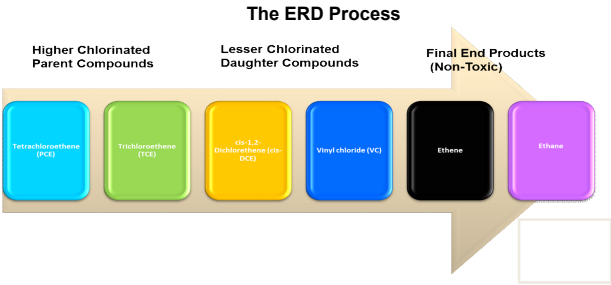 The ERD Process
Higher Chlorinated
Parent Compounds
Lesser Chlorinated
Daughter Compounds
Final End Products
(Non-Toxic)
Tetrachloroethene
(PCE)
Trichloroethene
(TCE)
cis-1,2-
Dichlorethene (cis-
DCE)
Vinyl chloride (VC)
Ethene
Ethane